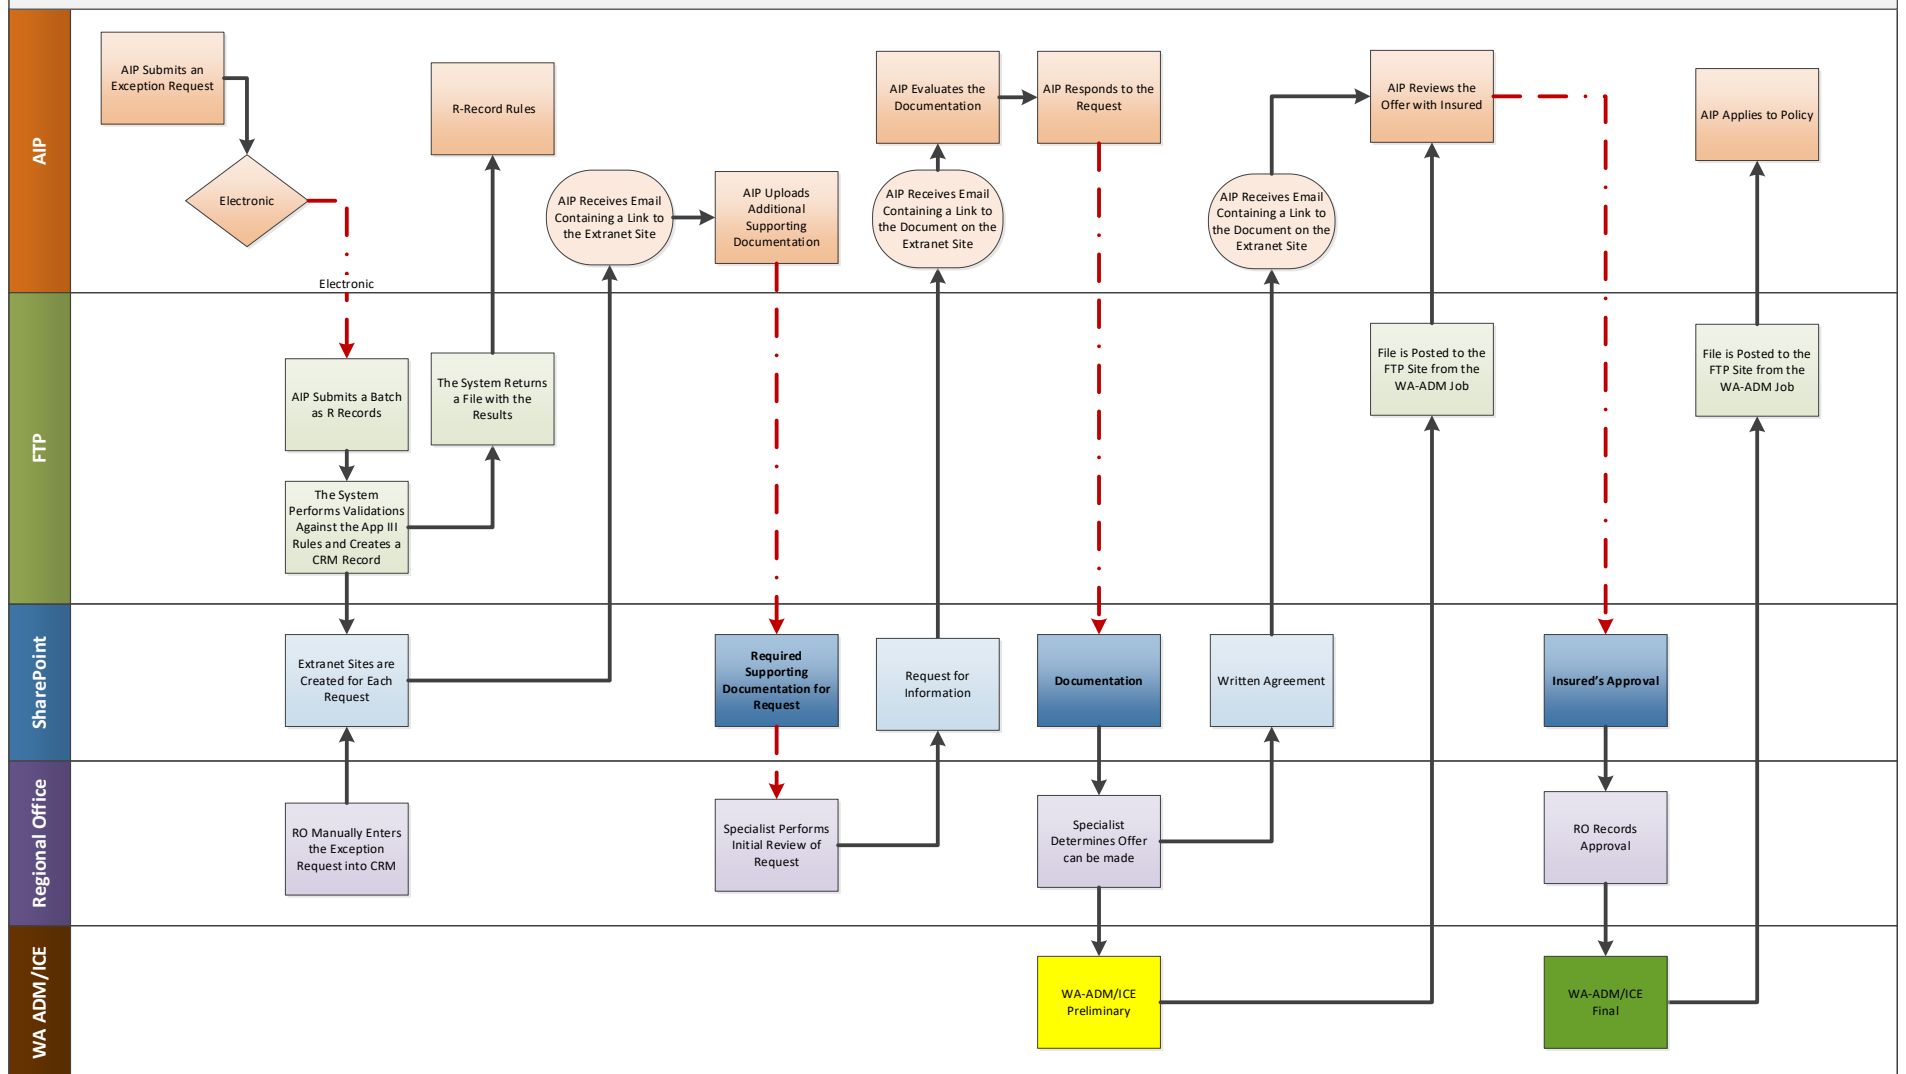 AIP
AIP Submits an
Exception Request
Electronic
Electronic
R-Record Rules
AIP Receives Email
Containing a Link to
the Extranet Site
AIP Uploads
Additional
Supporting
Documentation
AIP Evaluates the
Documentation
AIP Responds to the
Request
AIP Receives Email
Containing a Link to
the Document on the
Extranet Site
AIP Receives Email
Containing a Link to
the Document on the
Extranet Site
AIP Reviews the
Offer with Insured
AIP Applies to Policy
FTP
AIP Submits a Batch
as R Records
The System
Performs Validations
Against the App III
Rules and Creates a
CRM Record
The System Returns
a File with the
Results
File is Posted to the
FTP Site from the
WA-ADM Job
File is Posted to the
FTP Site from the
WA-ADM Job
SharePoint
Extranet Sites are
Created for Each
Request
Required
Supporting
Documentation for
Request
Request for
Information
Documentation
Written Agreement
Insured's Approval
Regional Office
RO Manually Enters
the Exception
Request into CRM
Specialist Performs
Initial Review of
Request
Specialist
Determines Offer
can be made
RO Records
Approval
WA ADM/ICE
WA-ADM/ICE
Preliminary
WA-ADM/ICE
Final